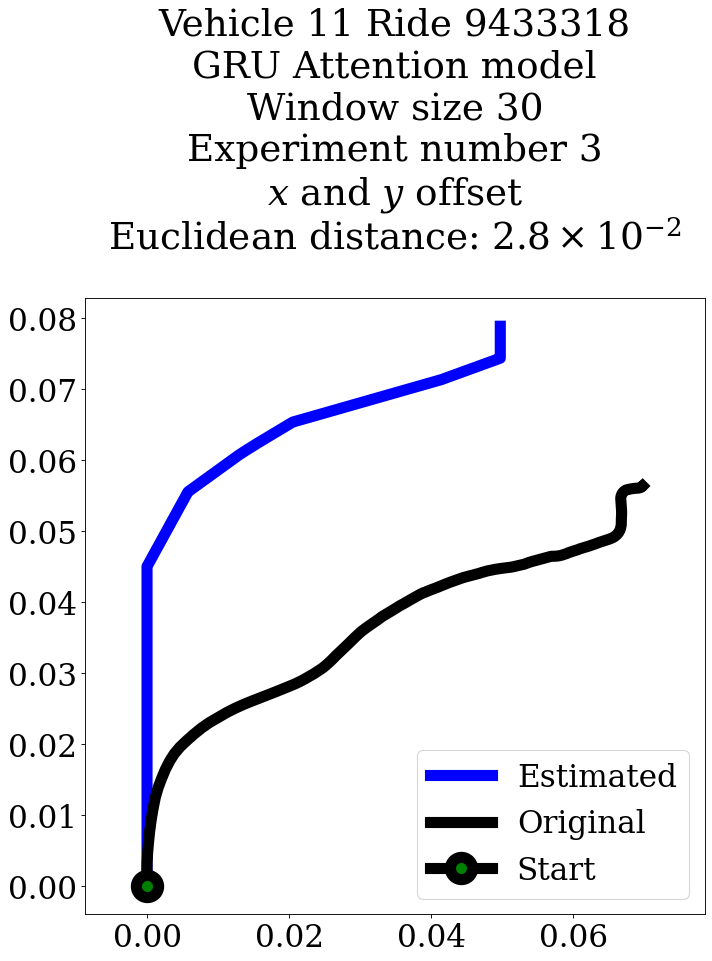 Vehicle 11 Ride 9433318
GRU Attention model
Window size 30
Experiment number 3
x and y offset
Euclidean distance: 2.8 × 10⁻²
0.08
0.07
0.06
0.05
0.04
0.03
0.02
0.01
0.00
Estimated
Original
Start
0.00 0.02 0.04 0.06